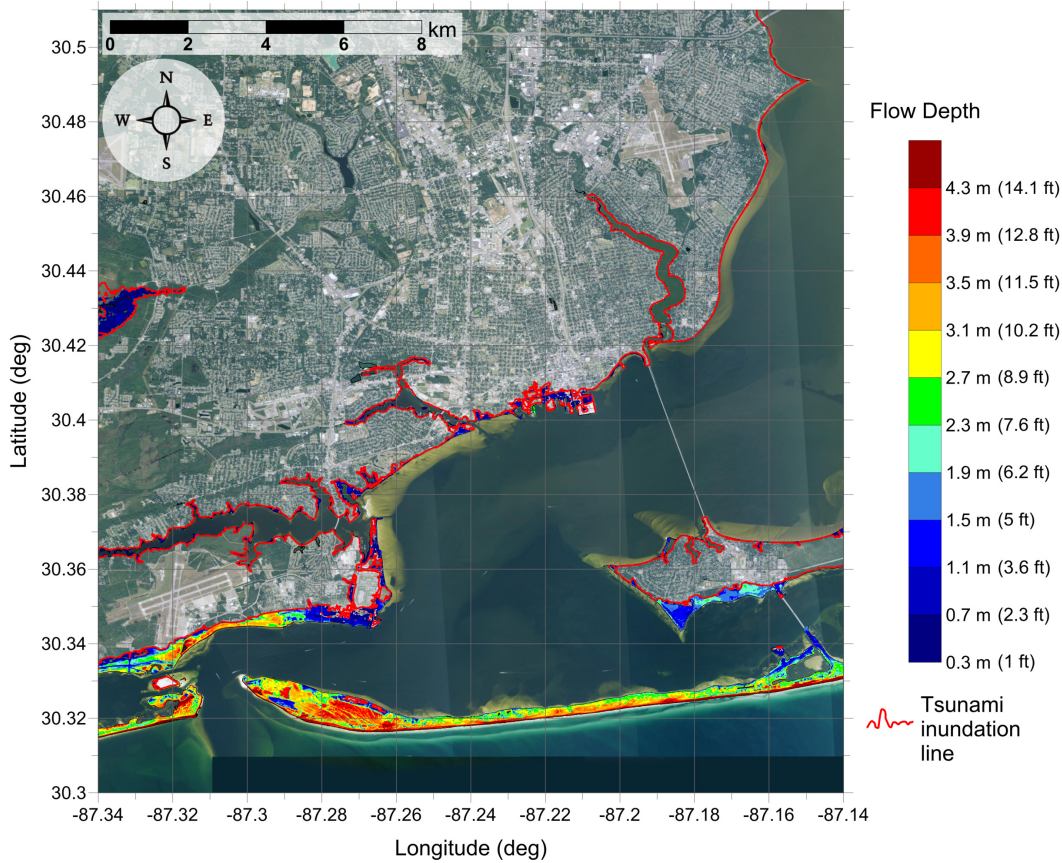 km
0 2 4 6 8
N
W E
S
30.5
30.48
30.46
30.44
30.42
30.4
30.38
30.36
30.34
30.32
30.3
Latitude (deg)
-87.34 -87.32 -87.3 -87.28 -87.26 -87.24 -87.22 -87.2 -87.18 -87.16 -87.14
Longitude (deg)
Flow Depth
4.3 m (14.1 ft)
3.9 m (12.8 ft)
3.5 m (11.5 ft)
3.1 m (10.2 ft)
2.7 m (8.9 ft)
2.3 m (7.6 ft)
1.9 m (6.2 ft)
1.5 m (5 ft)
1.1 m (3.6 ft)
0.7 m (2.3 ft)
0.3 m (1 ft)
Tsunami
inundation
line